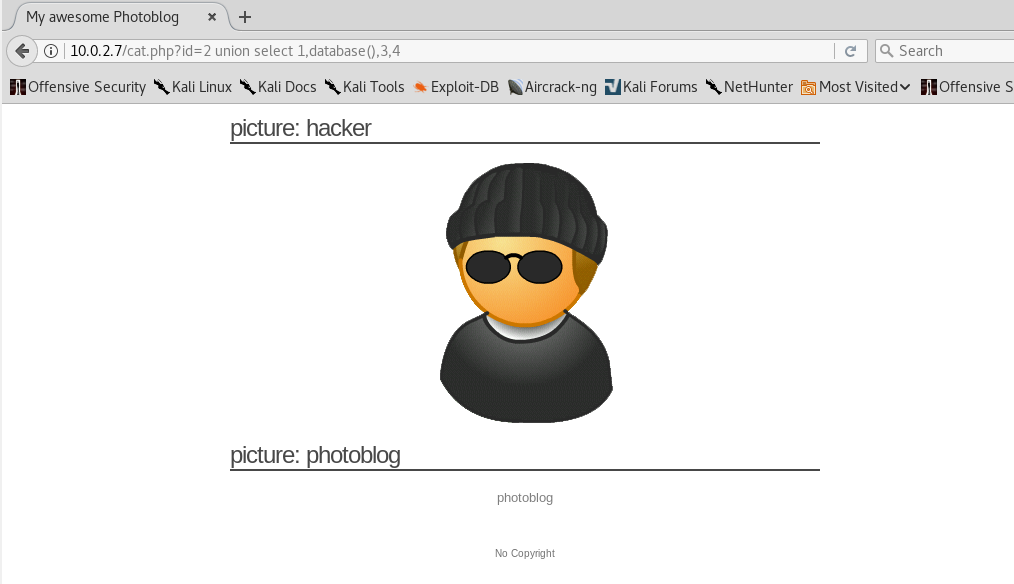 My awesome Photoblog
10.0.2.7/cat.php?id=2 union select 1,database(),3,4
Search
Offensive Security Kali Linux Kali Docs Kali Tools Exploit-DB Aircrack-ng Kali Forums NetHunter Most Visited Offensive S
picture: hacker
picture: photoblog
photoblog
No Copyright